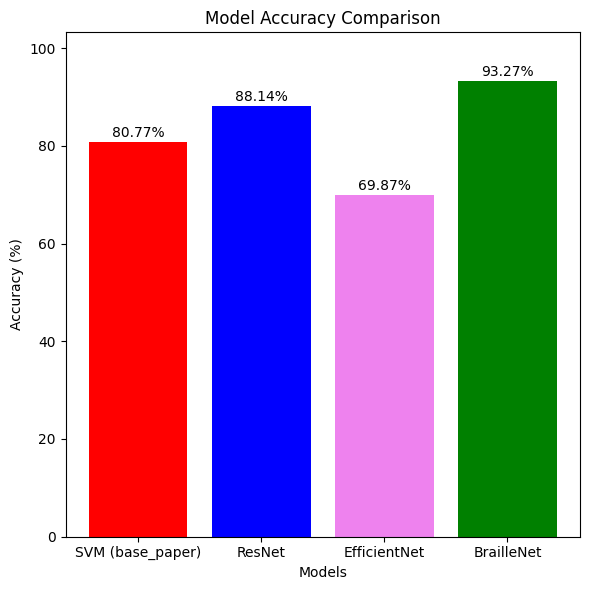 Model Accuracy Comparison
100
80
60
40
20
0
Accuracy (%)
80.77%
88.14%
69.87%
93.27%
SVM (base_paper)
ResNet
EfficientNet
BrailleNet
Models